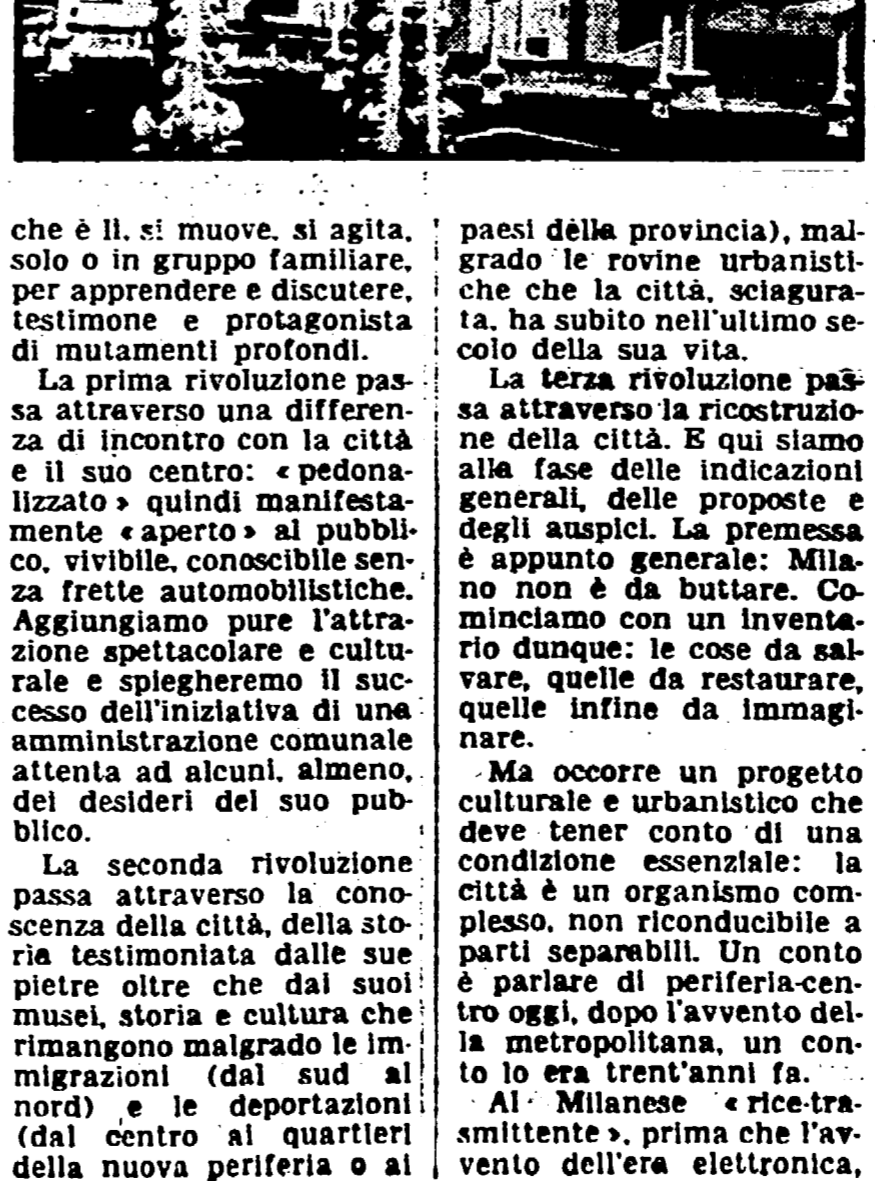 che è lì, si muove, si agita,
solo o in gruppo familiare,
per apprendere e discutere,
testimone e protagonista
di mutamenti profondi.
La prima rivoluzione pas-
sa attraverso una differen-
za di incontro con la città
e il suo centro: «pedona-
lizzato» quindi manifesta-
mente «aperto» al pubbli-
co, vivibile, conoscibile sen-
za frette automobilistiche.
Aggiungiamo pure l'attra-
zione spettacolare e cultu-
rale e spiegheremo il suc-
cesso dell'iniziativa di una
amministrazione comunale
attenta ad alcuni, almeno,
dei desideri del suo pub-
blico.
La seconda rivoluzione
passa attraverso la cono-
scenza della città, della sto-
ria testimoniata dalle sue
pietre oltre che dai suoi
musei, storia e cultura che
rimangono malgrado le im-
migrazioni (dal sud al
nord) e le deportazioni
(dal centro ai quartieri
della nuova periferia o ai
paesi della provincia), mal-
grado le rovine urbanisti-
che che la città, sciagura-
ta, ha subito nell'ultimo se-
colo della sua vita.
La terza rivoluzione pas-
sa attraverso la ricostruzio-
ne della città. E qui siamo
alla fase delle indicazioni
generali, delle proposte e
degli auspici. La premessa
è appunto generale: Mila-
no non è da buttare. Co-
minciamo con un inventa-
rio dunque: le cose da sal-
vare, quelle da restaurare,
quelle infine da immagi-
nare.
Ma occorre un progetto
culturale e urbanistico che
deve tener conto di una
condizione essenziale: la
città è un organismo com-
plesso, non riconducibile a
parti separabili. Un conto
è parlare di periferia-cen-
tro oggi, dopo l'avvento del-
la metropolitana, un con-
to lo era trent'anni fa.
Al Milanese «rice-tra-
smittente», prima che l'av-
vento dell'era elettronica,